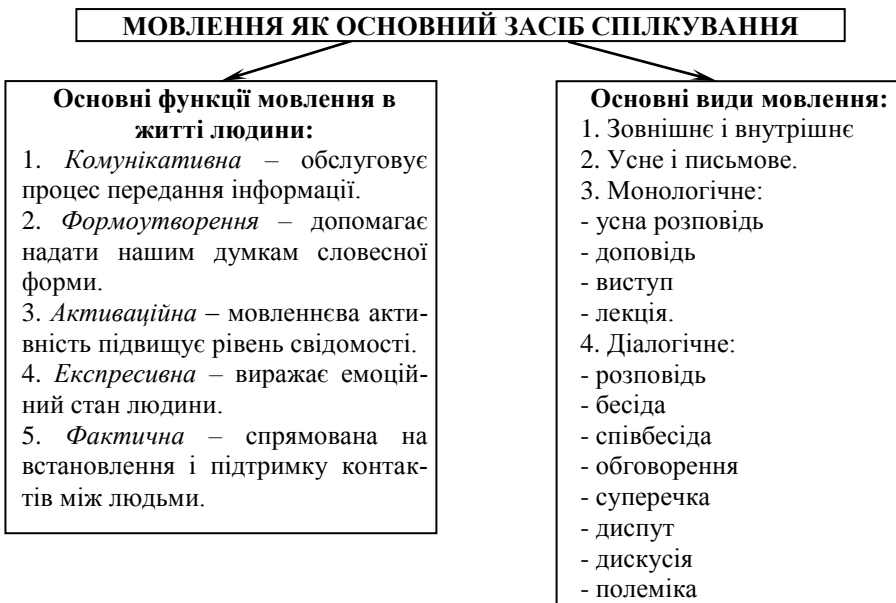 МОВЛЕННЯ ЯК ОСНОВНИЙ ЗАСІБ СПІЛКУВАННЯ
Основні функції мовлення в
житті людини:
1. Комунікативна – обслуговує
процес передання інформації.
2. Формоутворення – допомагає
надати нашим думкам словесної
форми.
3. Активаційна – мовленнєва акти-
вність підвищує рівень свідомості.
4. Експресивна – виражає емоцій-
ний стан людини.
5. Фактична – спрямована на
встановлення і підтримку контак-
тів між людьми.
Основні види мовлення:
1. Зовнішнє і внутрішнє
2. Усне і письмове.
3. Монологічне:
- усна розповідь
- доповідь
- виступ
- лекція.
4. Діалогічне:
- розповідь
- бесіда
- співбесіда
- обговорення
- суперечка
- диспут
- дискусія
- полеміка